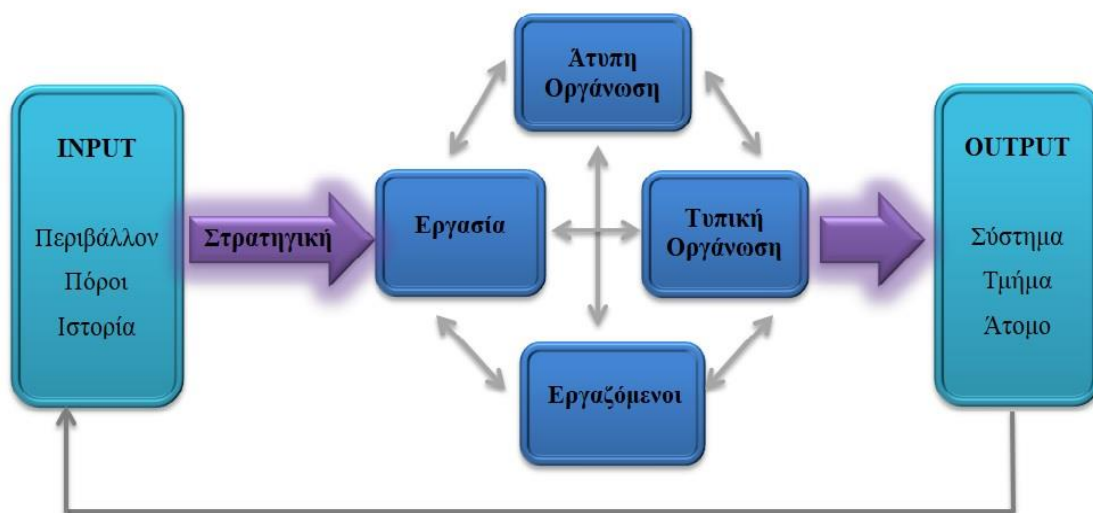 INPUT
Περιβάλλον
Πόροι
Ιστορία
Στρατηγική
Άτυπη
Οργάνωση
Εργασία
Τυπική
Οργάνωση
Εργαζόμενοι
OUTPUT
Σύστημα
Τμήμα
Άτομο